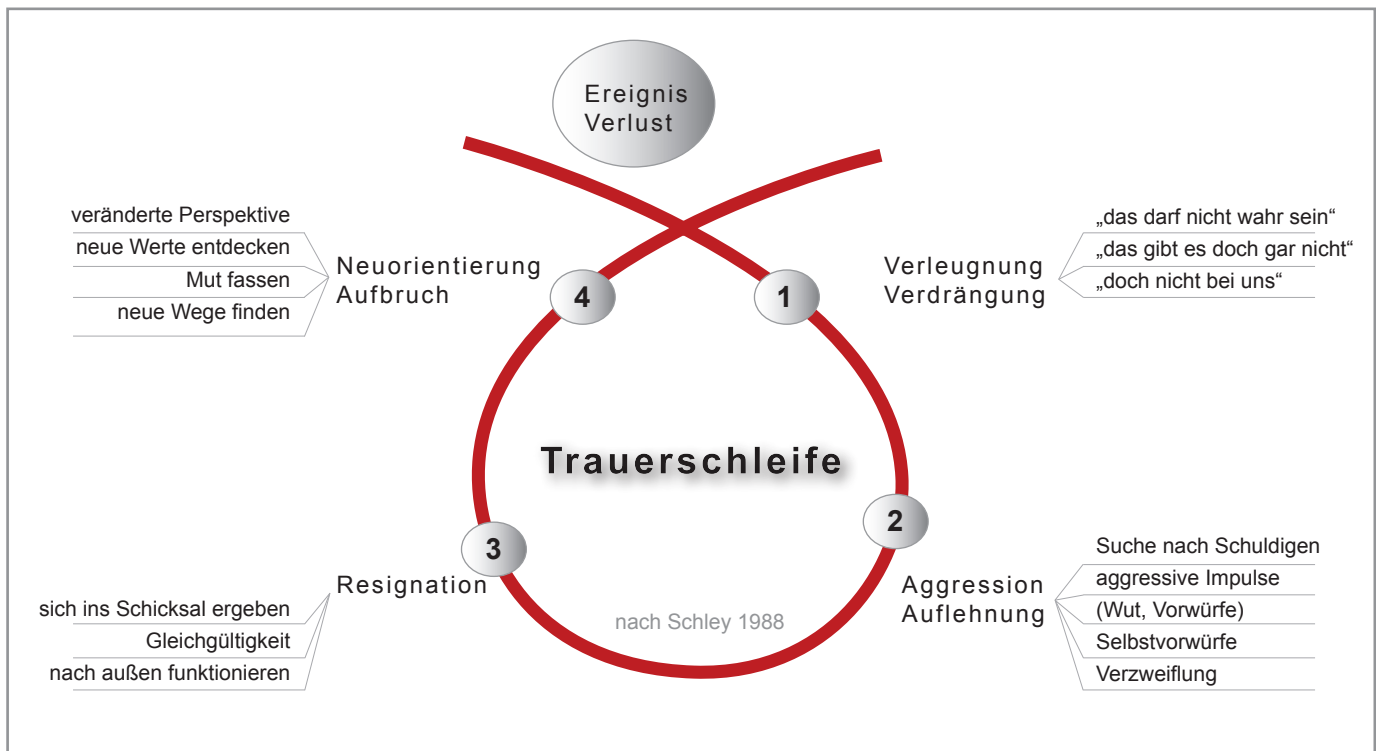 Ereignis
Verlust
„das darf nicht wahr sein“
„das gibt es doch gar nicht“
„doch nicht bei uns“
Verleugnung
Verdrängung
1
veränderte Perspektive
neue Werte entdecken
Mut fassen
neue Wege finden
Neuorientierung
Aufbruch
4
Trauerschleife
2
Aggression
Auflehnung
Suche nach Schuldigen
aggressive Impulse
(Wut, Vorwürfe)
Selbstvorwürfe
Verzweiflung
3
Resignation
sich ins Schicksal ergeben
Gleichgültigkeit
nach außen funktionieren
nach Schley 1988